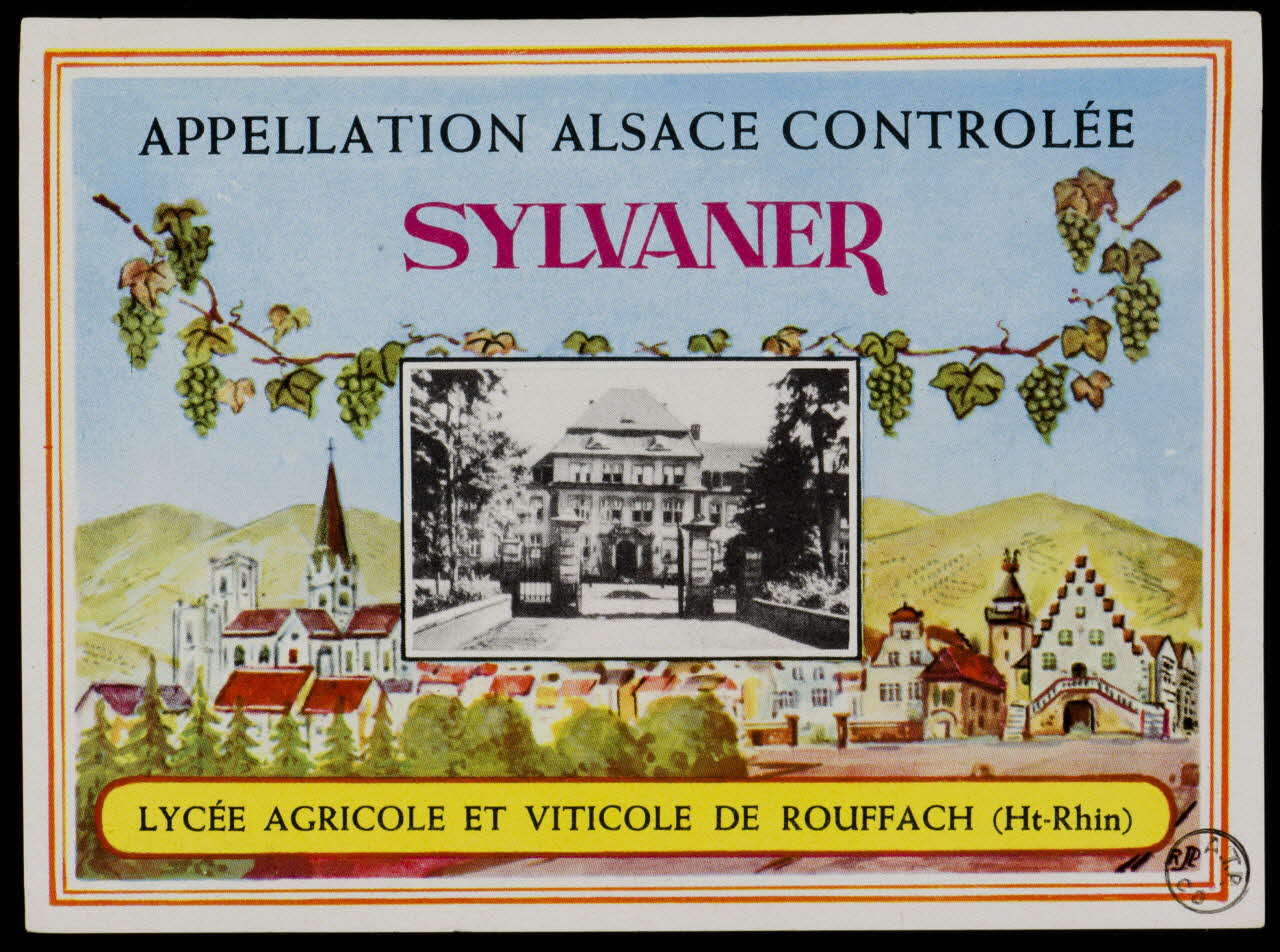 APPELLATION ALSACE CONTROLÉE
SYLVANER
LYCÉE AGRICOLE ET VITICOLE DE ROUFFACH (Ht-Rhin)
A.T.P.